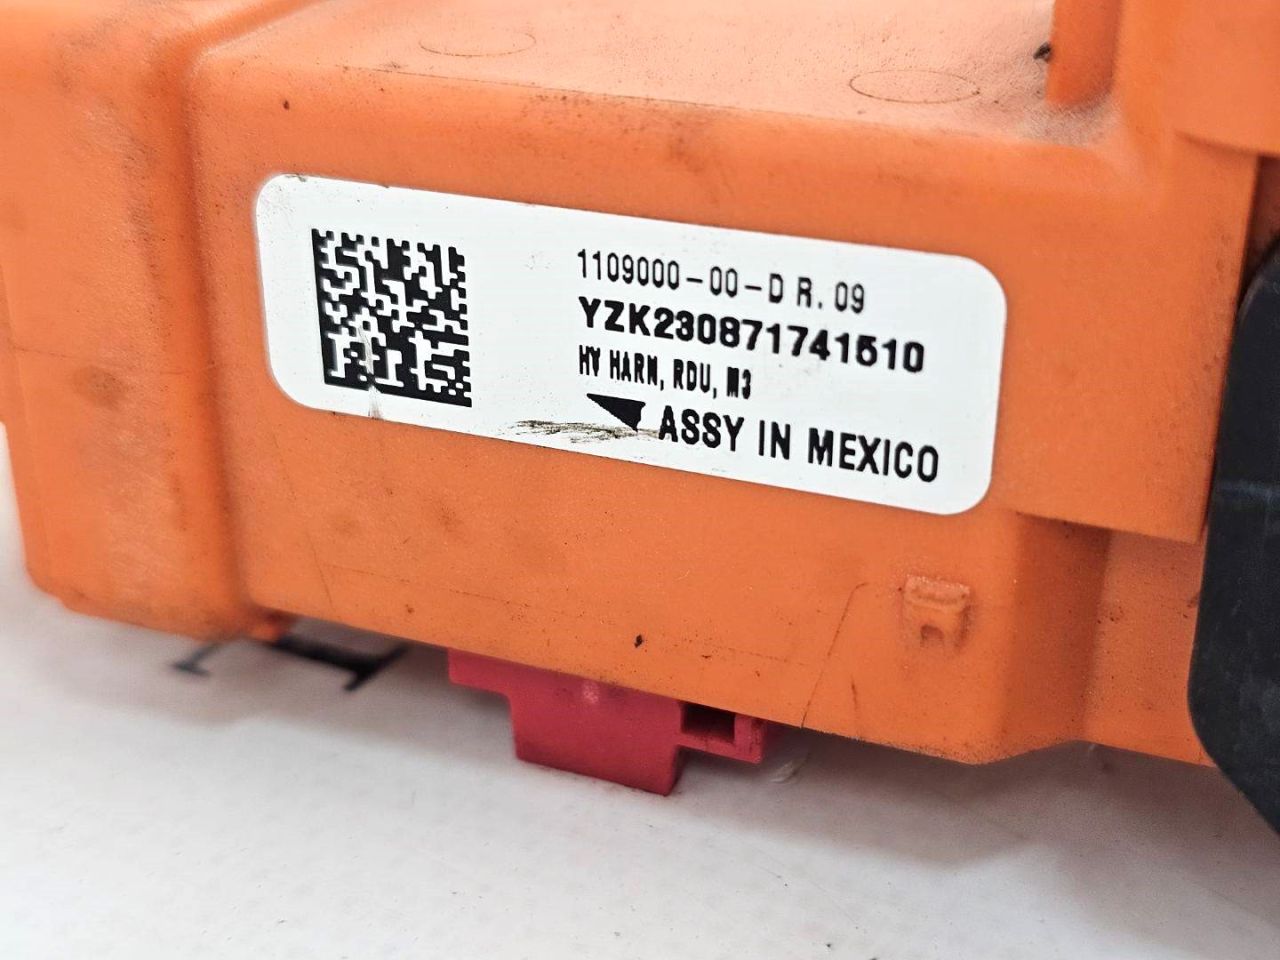 1109000-00-D R. 09
YZK230871741510
HV HARN, RDU, M3
ASSY IN MEXICO